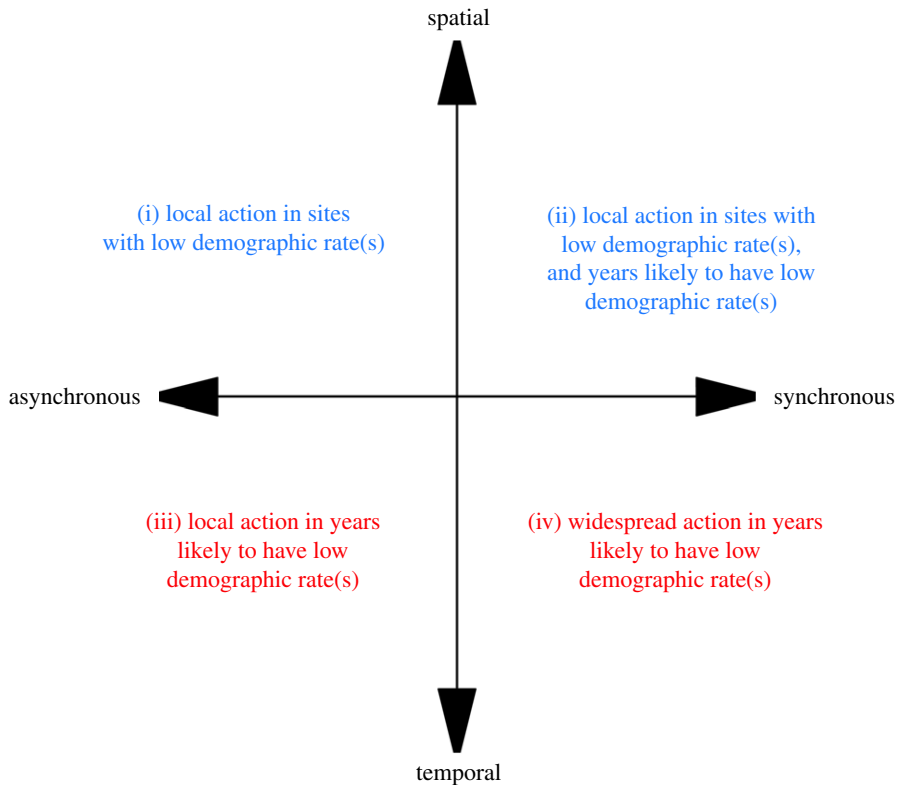 spatial
(i) local action in sites
with low demographic rate(s)
(ii) local action in sites with
low demographic rate(s),
and years likely to have low
demographic rate(s)
asynchronous
synchronous
(iii) local action in years
likely to have low
demographic rate(s)
(iv) widespread action in years
likely to have low
demographic rate(s)
temporal